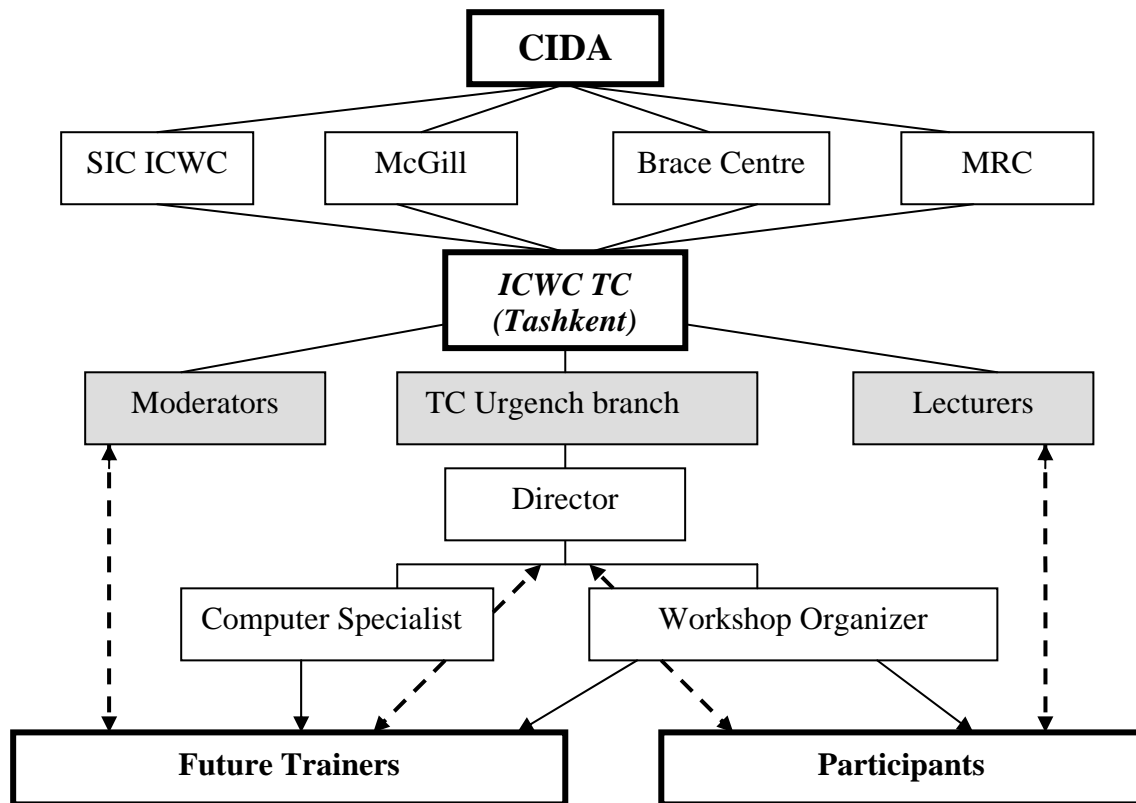 CIDA
SIC ICWC
McGill
Brace Centre
MRC
ICWC TC
(Tashkent)
Moderators
TC Urgench branch
Lecturers
Director
Computer Specialist
Workshop Organizer
Future Trainers
Participants